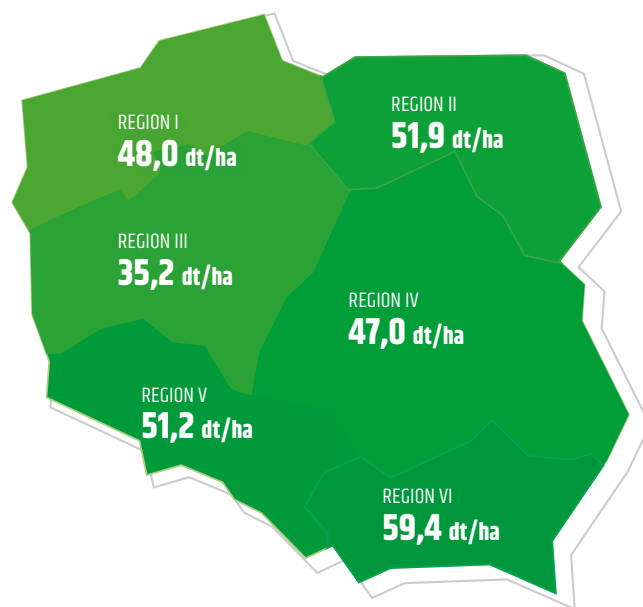 REGION I
48,0 dt/ha
REGION II
51,9 dt/ha
REGION III
35,2 dt/ha
REGION IV
47,0 dt/ha
REGION V
51,2 dt/ha
REGION VI
59,4 dt/ha